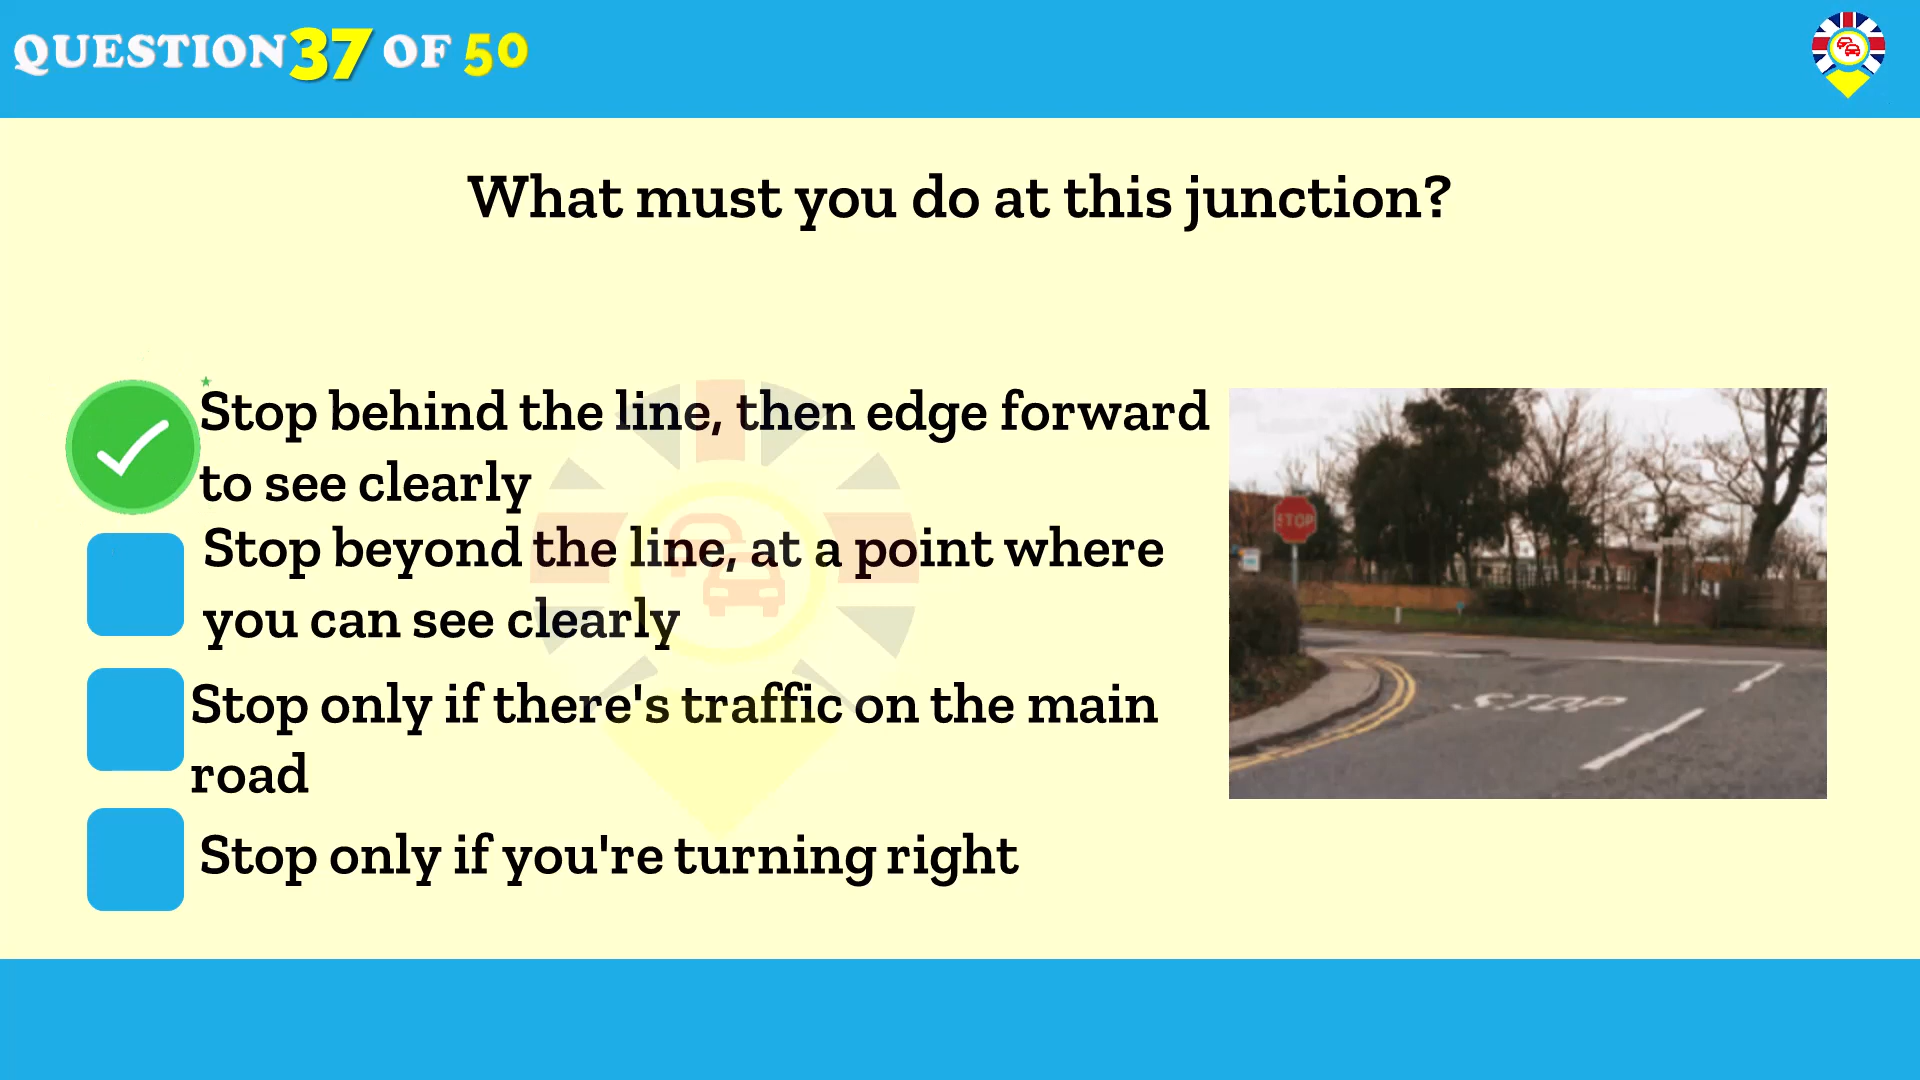 QUESTION 37 OF 50
What must you do at this junction?
Stop behind the line, then edge forward
to see clearly
Stop beyond the line, at a point where
you can see clearly
Stop only if there's traffic on the main
road
Stop only if you're turning right
STOP
STOP